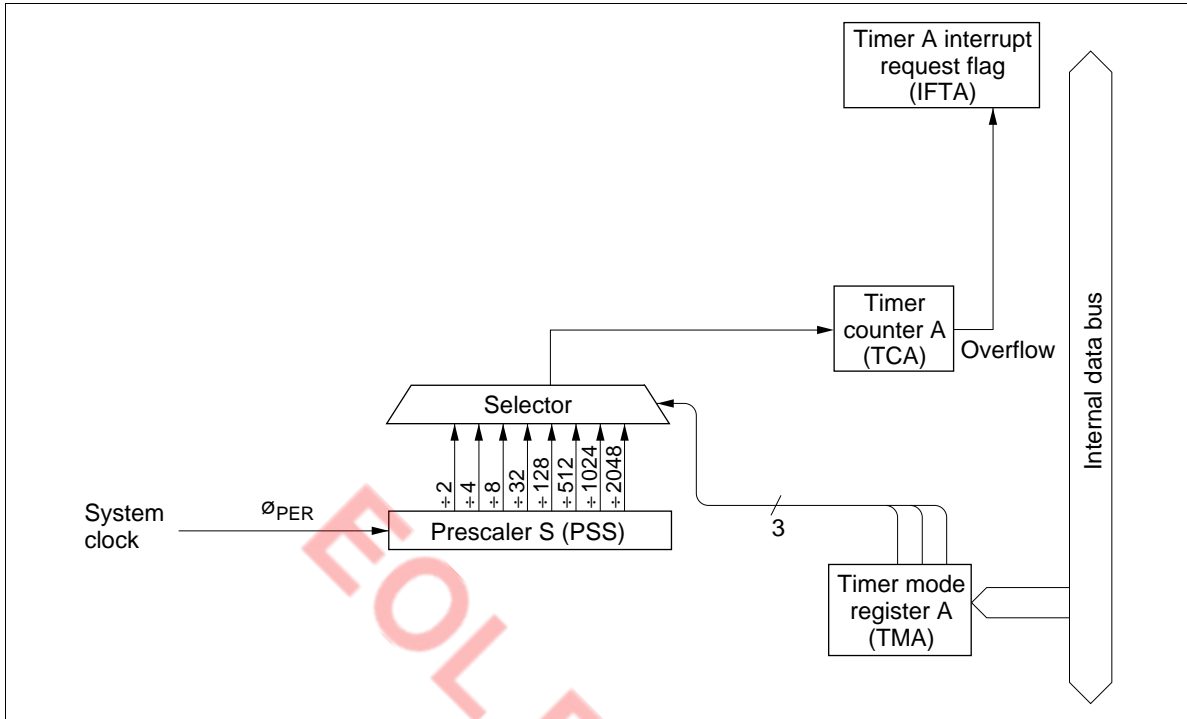 Timer A interrupt
request flag
(IFTA)
Timer
counter A
(TCA)
Overflow
Internal data bus
Selector
÷2
÷4
÷8
÷32
÷128
÷512
÷1024
÷2048
System
clock
ØPER
Prescaler S (PSS)
3
Timer mode
register A
(TMA)
EOL